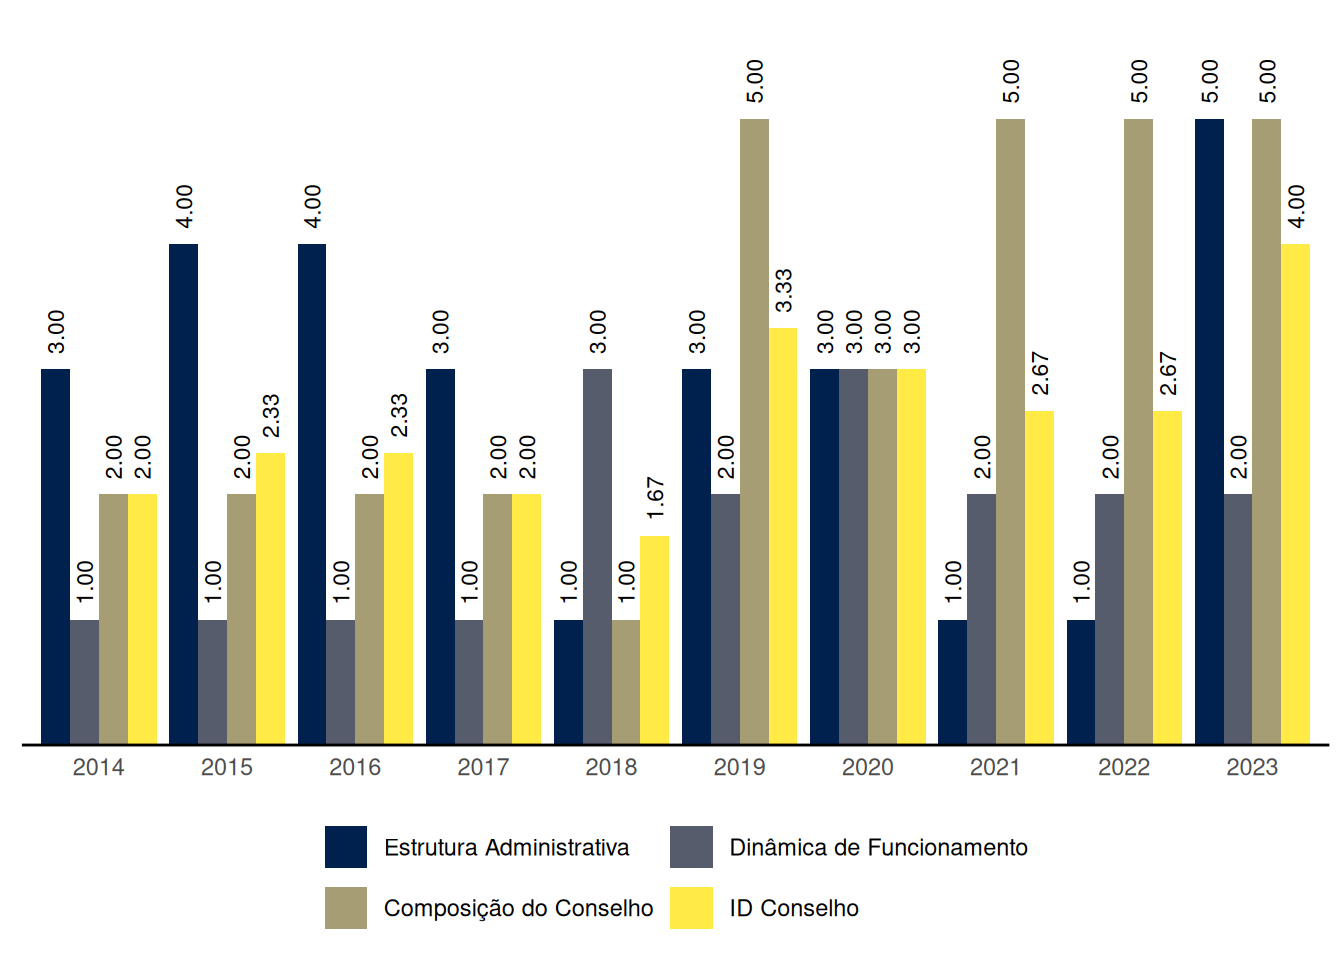 3.00 1.00 2.00 2.00 4.00 1.00 2.00 2.33 4.00 1.00 2.00 2.33 3.00 1.00 2.00 2.00 1.00 3.00 1.00 1.67 3.00 2.00 5.00 3.33 3.00 3.00 3.00 3.00 1.00 2.00 5.00 2.67 1.00 2.00 5.00 2.67 5.00 2.00 5.00 4.00
2014 2015 2016 2017 2018 2019 2020 2021 2022 2023
Estrutura Administrativa Dinâmica de Funcionamento
Composição do Conselho ID Conselho